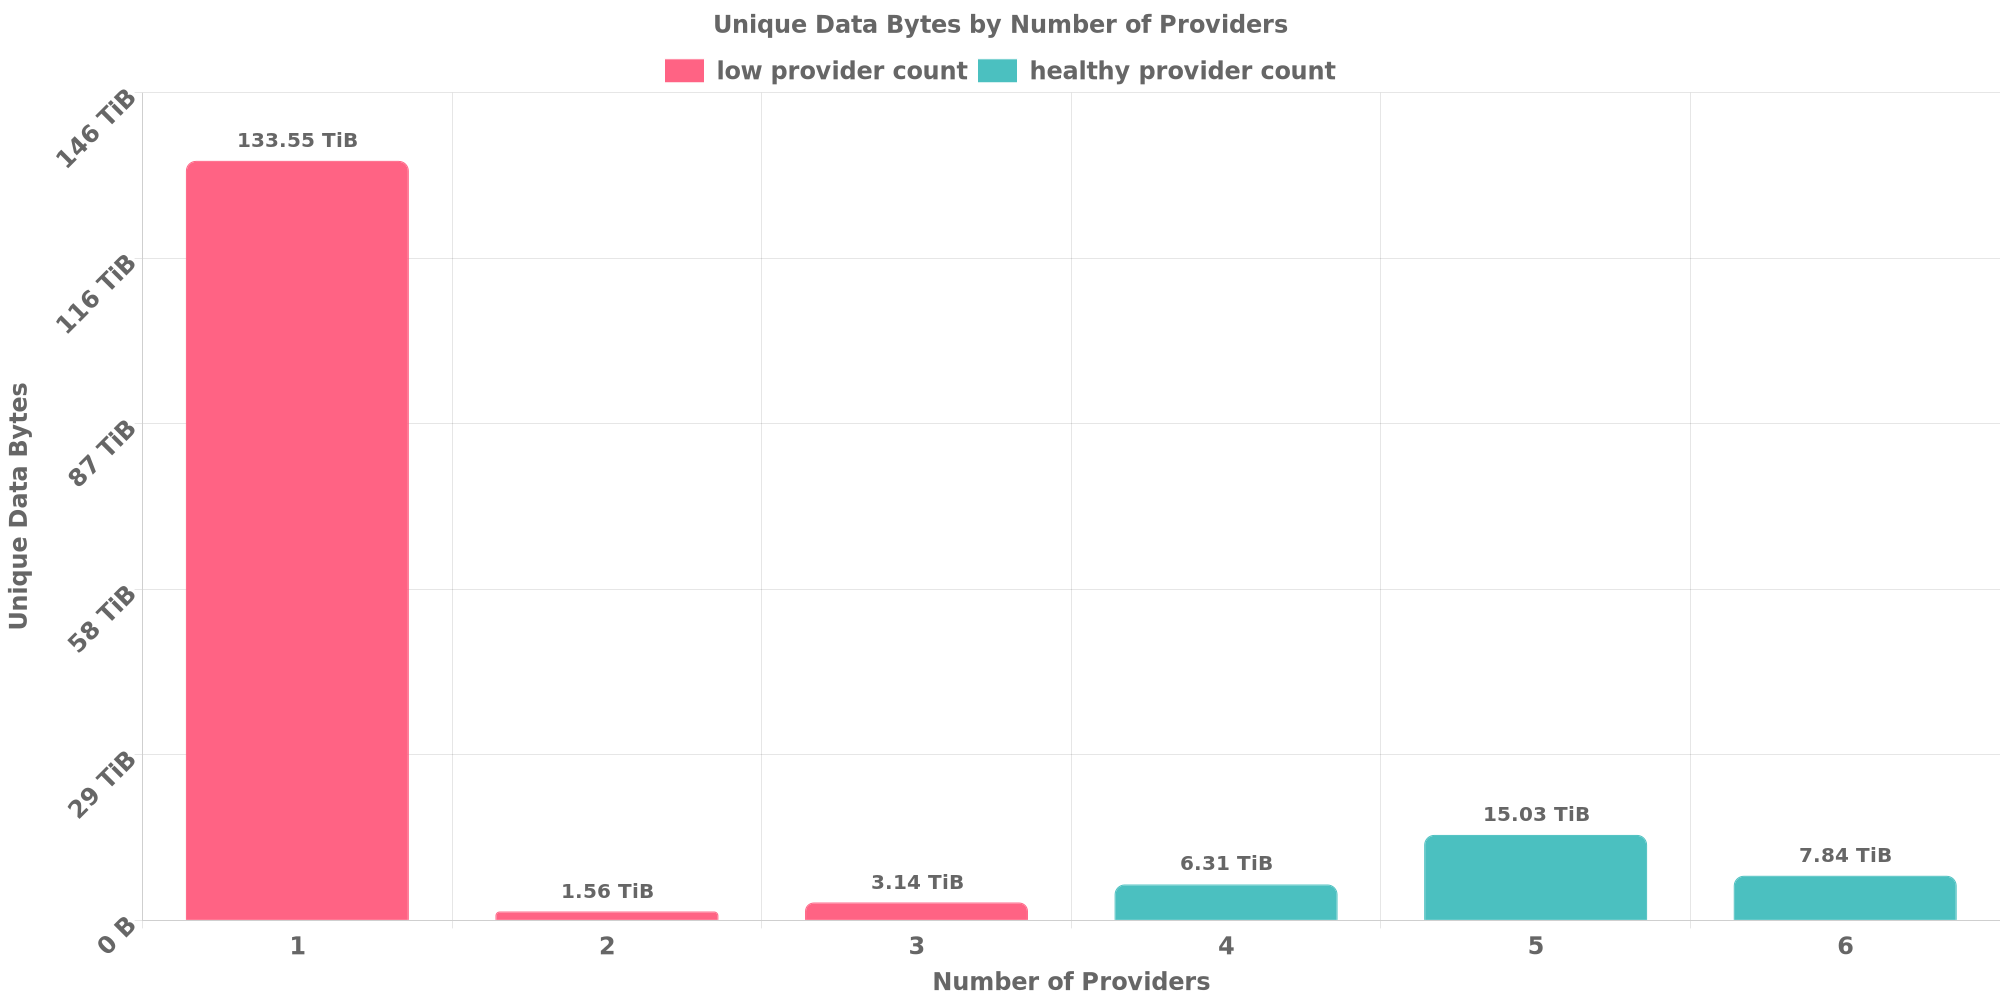 Unique Data Bytes by Number of Providers
low provider count
healthy provider count
146 TiB
116 TiB
87 TiB
58 TiB
29 TiB
0 B
Unique Data Bytes
133.55 TiB
1.56 TiB
3.14 TiB
6.31 TiB
15.03 TiB
7.84 TiB
1
2
3
4
5
6
Number of Providers